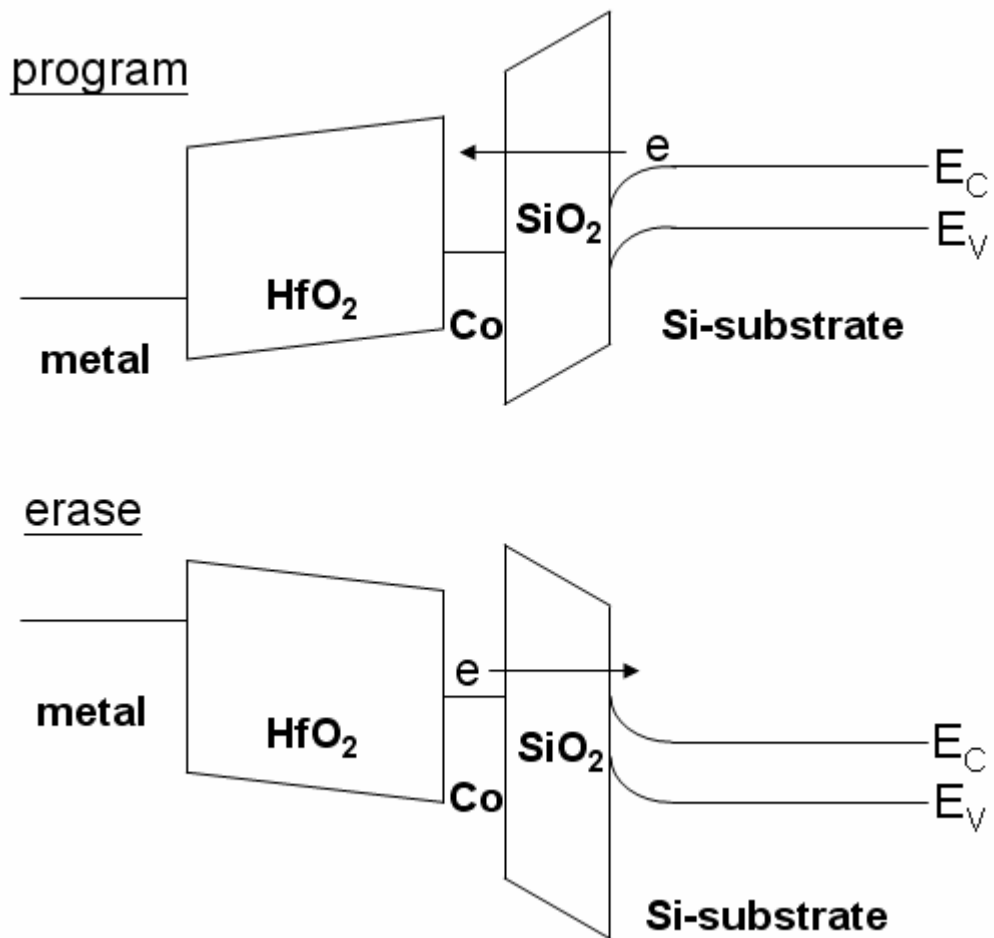 program
e
E_C
SiO₂
E_V
HfO₂
Co
Si-substrate
metal
erase
e
metal
HfO₂
SiO₂
E_C
Co
E_V
Si-substrate